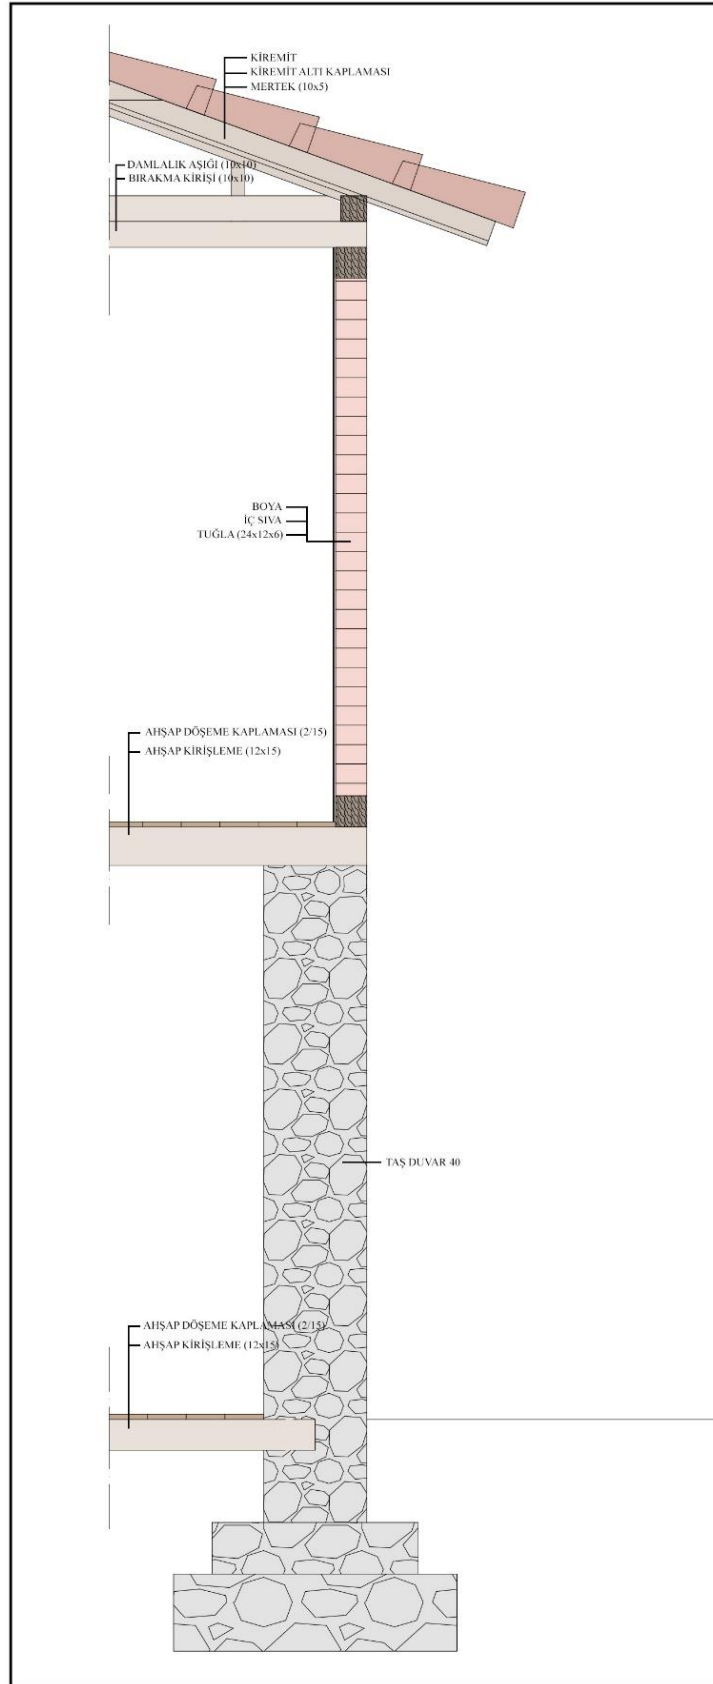 KİREMİT
KİREMİT ALTI KAPLAMASI
MERTEK (10x5)
DAMLALIK AŞIĞI (10x10)
BIRAKMA KİRİŞİ (10x10)
BOYA
İÇ SIVA
TUĞLA (24x12x6)
AHŞAP DÖŞEME KAPLAMASI (2/15)
AHŞAP KİRİŞLEME (12x15)
TAŞ DUVAR 40
AHŞAP DÖŞEME KAPLAMASI (2/15)
AHŞAP KİRİŞLEME (12x15)